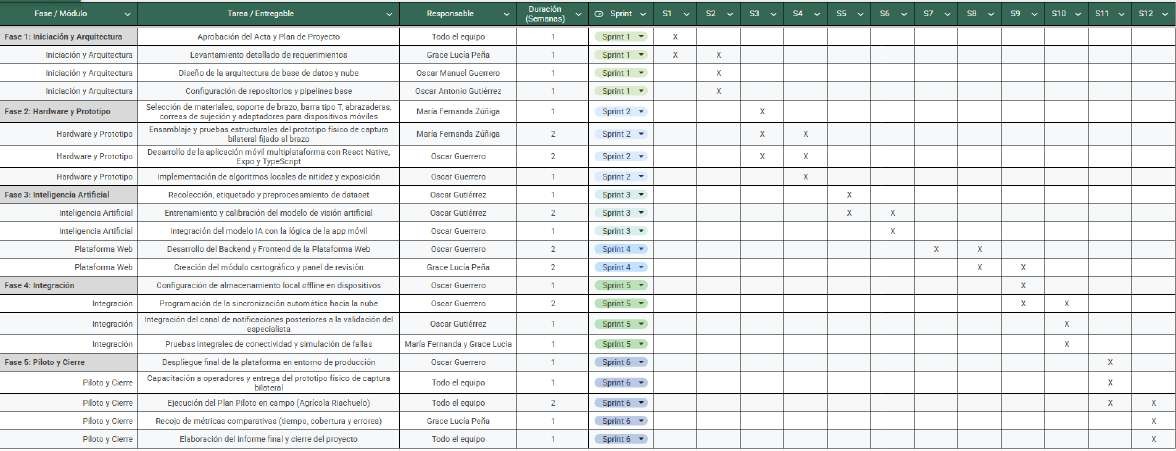 Fase / Módulo Tarea / Entregable Responsable Duración (Semanas) Sprint S1 S2 S3 S4 S5 S6 S7 S8 S9 S10 S11 S12
Fase 1: Iniciación y Arquitectura Aprobación del Acta y Plan de Proyecto Todo el equipo 1 Sprint 1 X
Iniciación y Arquitectura Levantamiento detallado de requerimientos Grace Lucía Peña 1 Sprint 1 X X
Iniciación y Arquitectura Diseño de la arquitectura de base de datos y nube Oscar Manuel Guerrero 1 Sprint 1 X
Iniciación y Arquitectura Configuración de repositorios y pipelines base Oscar Antonio Gutiérrez 1 Sprint 1 X
Fase 2: Hardware y Prototipo Selección de materiales, soporte de brazo, barra tipo T, abrazaderas, correas de sujeción y adaptadores para dispositivos móviles María Fernanda Zúñiga 1 Sprint 2 X
Hardware y Prototipo Ensamblaje y pruebas estructurales del prototipo físico de captura bilateral fijado al brazo María Fernanda Zúñiga 2 Sprint 2 X X
Hardware y Prototipo Desarrollo de la aplicación móvil multiplataforma con React Native, Expo y TypeScript Oscar Guerrero 2 Sprint 2 X X
Hardware y Prototipo Implementación de algoritmos locales de nitidez y exposición Oscar Guerrero 1 Sprint 2 X
Fase 3: Inteligencia Artificial Recolección, etiquetado y preprocesamiento de dataset Oscar Gutiérrez 1 Sprint 3 X
Inteligencia Artificial Entrenamiento y calibración del modelo de visión artificial Oscar Gutiérrez 2 Sprint 3 X X
Inteligencia Artificial Integración del modelo IA con la lógica de la app móvil Oscar Guerrero 1 Sprint 3 X
Plataforma Web Desarrollo del Backend y Frontend de la Plataforma Web Oscar Guerrero 2 Sprint 4 X X
Plataforma Web Creación del módulo cartográfico y panel de revisión Grace Lucía Peña 2 Sprint 4 X X
Fase 4: Integración Configuración de almacenamiento local offline en dispositivos Oscar Guerrero 1 Sprint 5 X
Integración Programación de la sincronización automática hacia la nube Oscar Guerrero 2 Sprint 5 X X
Integración Integración del canal de notificaciones posteriores a la validación del especialista Oscar Gutiérrez 1 Sprint 5 X
Integración Pruebas integrales de conectividad y simulación de fallas María Fernanda y Grace Lucía 1 Sprint 5 X
Fase 5: Piloto y Cierre Despliegue final de la plataforma en entorno de producción Oscar Guerrero 1 Sprint 6 X
Piloto y Cierre Capacitación a operadores y entrega del prototipo físico de captura bilateral Todo el equipo 1 Sprint 6 X
Piloto y Cierre Ejecución del Plan Piloto en campo (Agrícola Riachuelo) Todo el equipo 2 Sprint 6 X X
Piloto y Cierre Recojo de métricas comparativas (tiempo, cobertura y errores) Grace Lucía Peña 1 Sprint 6 X
Piloto y Cierre Elaboración del Informe final y cierre del proyecto Todo el equipo 1 Sprint 6 X